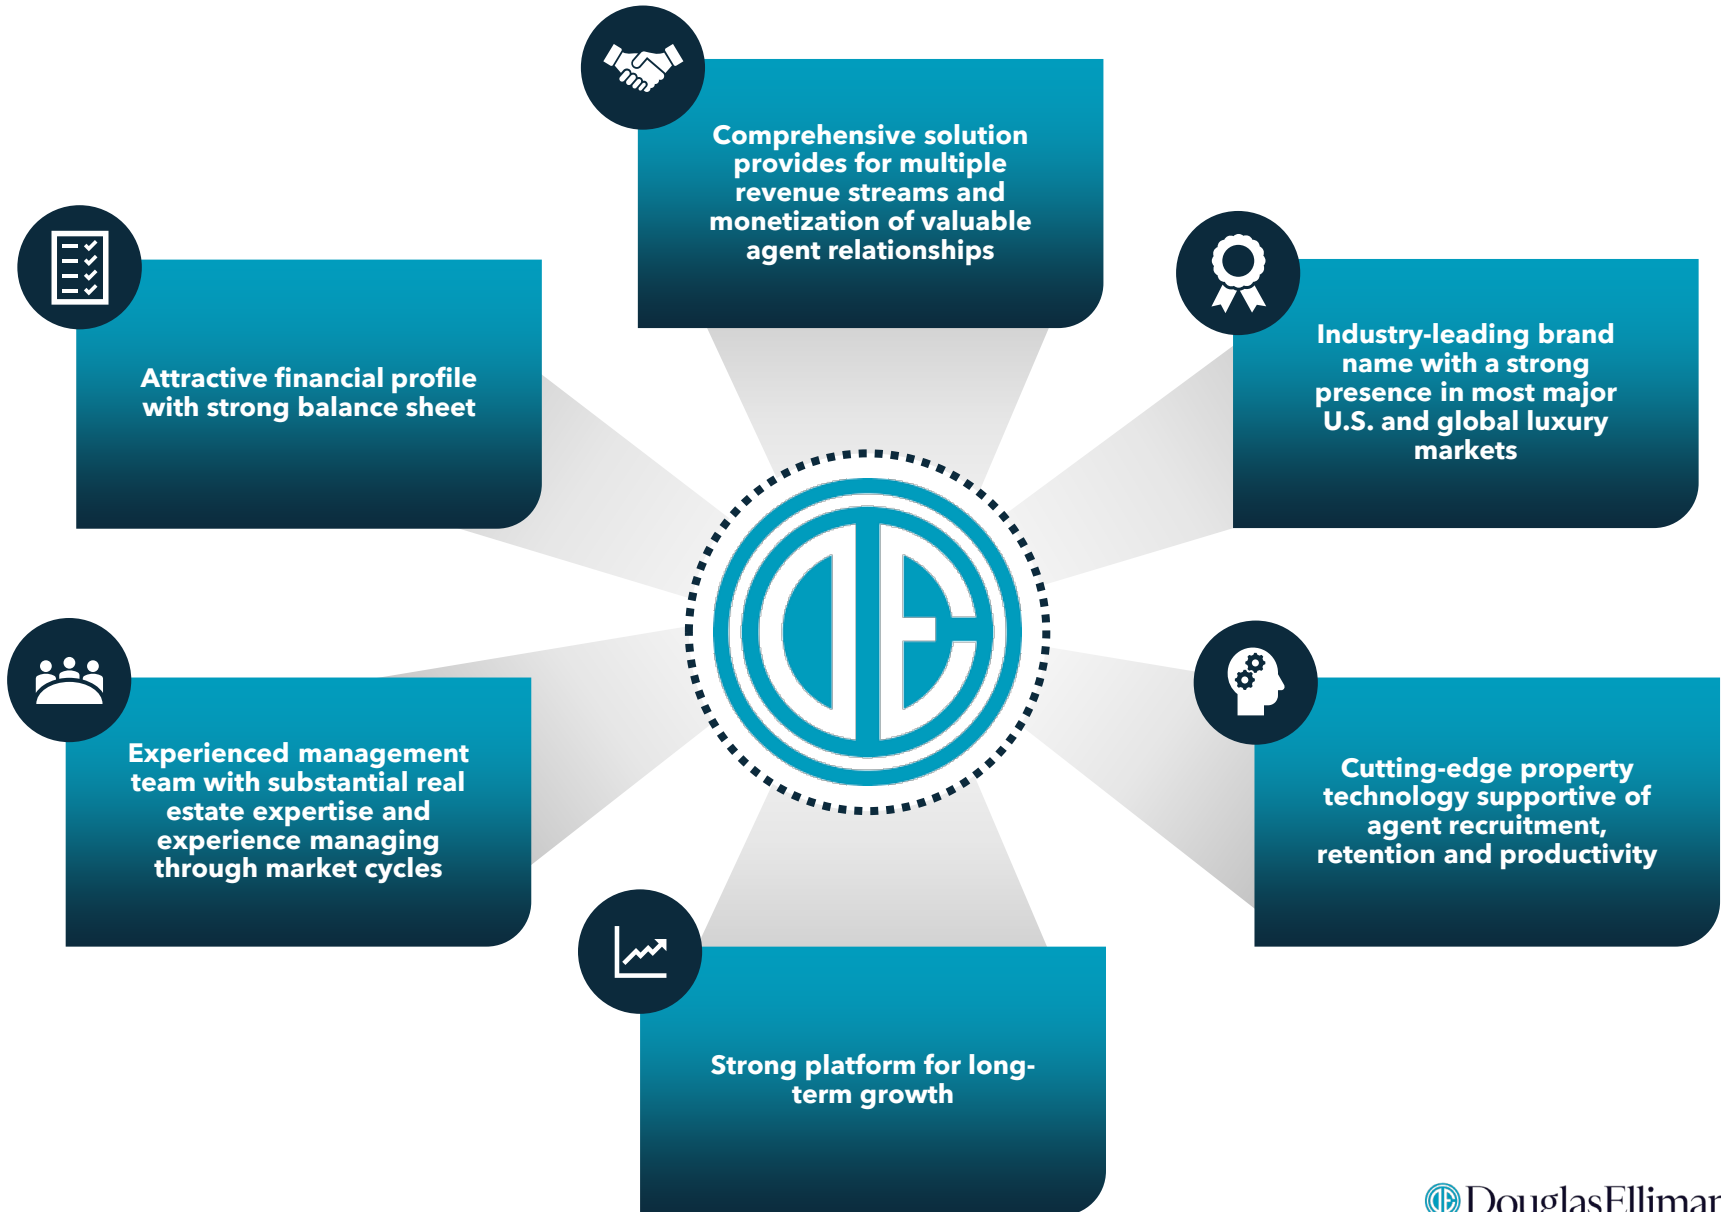 Comprehensive solution
provides for multiple
revenue streams and
monetization of valuable
agent relationships
Attractive financial profile
with strong balance sheet
Industry-leading brand
name with a strong
presence in most major
U.S. and global luxury
markets
DE
Experienced management
team with substantial real
estate expertise and
experience managing
through market cycles
Cutting-edge property
technology supportive of
agent recruitment,
retention and productivity
Strong platform for long-
term growth
DE DouglasElliman